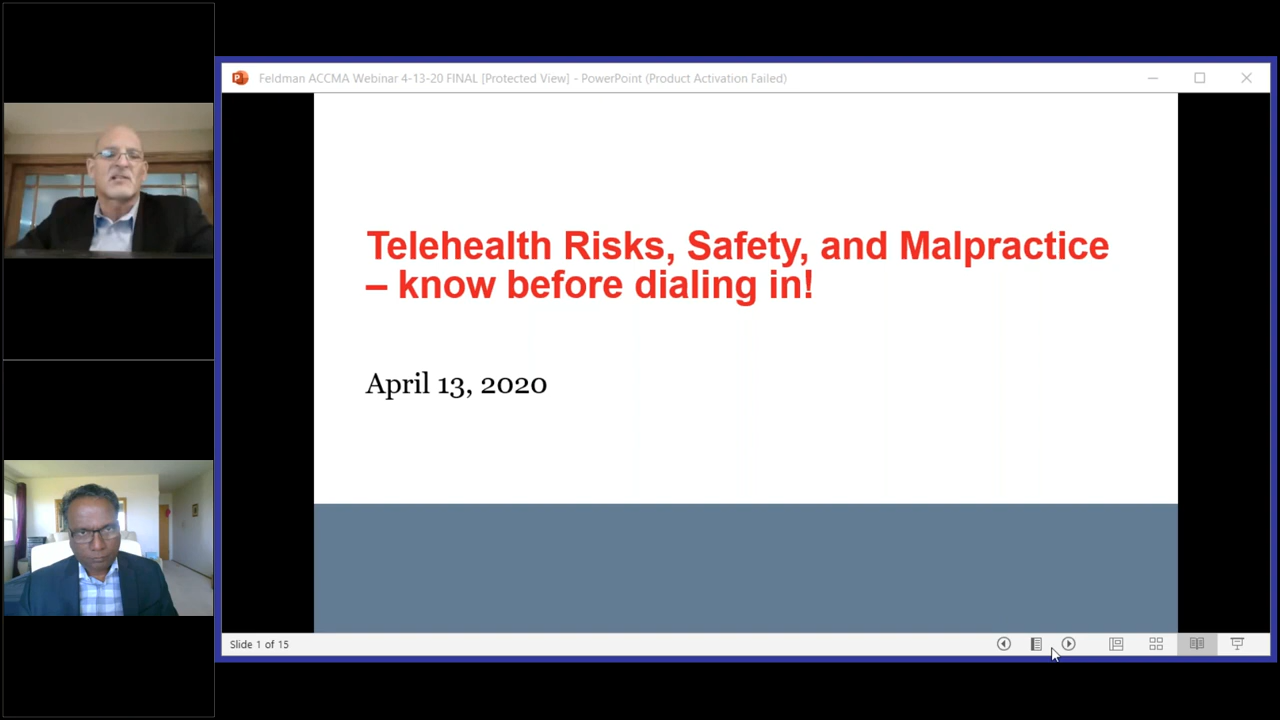 Feldman ACCMA Webinar 4-13-20 FINAL [Protected View] - PowerPoint (Product Activation Failed)
Telehealth Risks, Safety, and Malpractice
– know before dialing in!
April 13, 2020
Slide 1 of 15